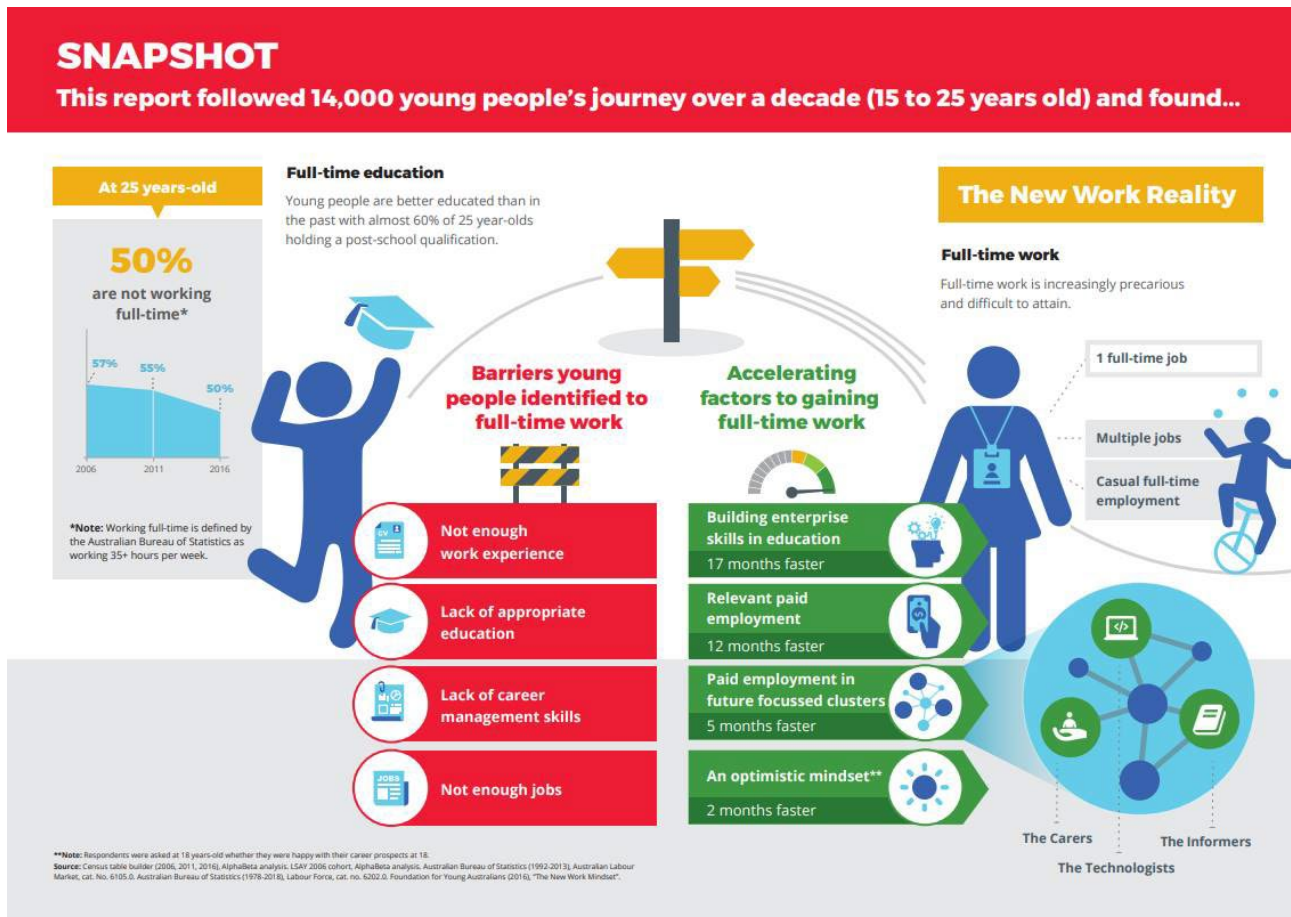 SNAPSHOT
This report followed 14,000 young people’s journey over a decade (15 to 25 years old) and found...
At 25 years-old
50%
are not working
full-time*
57%
55%
50%
2006
2011
2016
*Note: Working full-time is defined by
the Australian Bureau of Statistics as
working 35+ hours per week.
Full-time education
Young people are better educated than in
the past with almost 60% of 25 year-olds
holding a post-school qualification.
Barriers young
people identified to
full-time work
CV
Not enough
work experience
Lack of appropriate
education
Lack of career
management skills
JOBS
Not enough jobs
Accelerating
factors to gaining
full-time work
Building enterprise
skills in education
17 months faster
Relevant paid
employment
12 months faster
Paid employment in
future focussed clusters
5 months faster
An optimistic mindset**
2 months faster
The New Work Reality
Full-time work
Full-time work is increasingly precarious
and difficult to attain.
1 full-time job
Multiple jobs
Casual full-time
employment
</>
The Carers
The Technologists
The Informers
**Note: Respondents were asked at 18 years-old whether they were happy with their career prospects at 18.
Source: Census table builder (2006, 2011, 2016), AlphaBeta analysis. LSAY 2006 cohort, AlphaBeta analysis. Australian Bureau of Statistics (1992-2013), Australian Labour
Market, cat. No. 6105.0. Australian Bureau of Statistics (1978-2018), Labour Force, cat. no. 6202.0. Foundation for Young Australians (2016), “The New Work Mindset”.